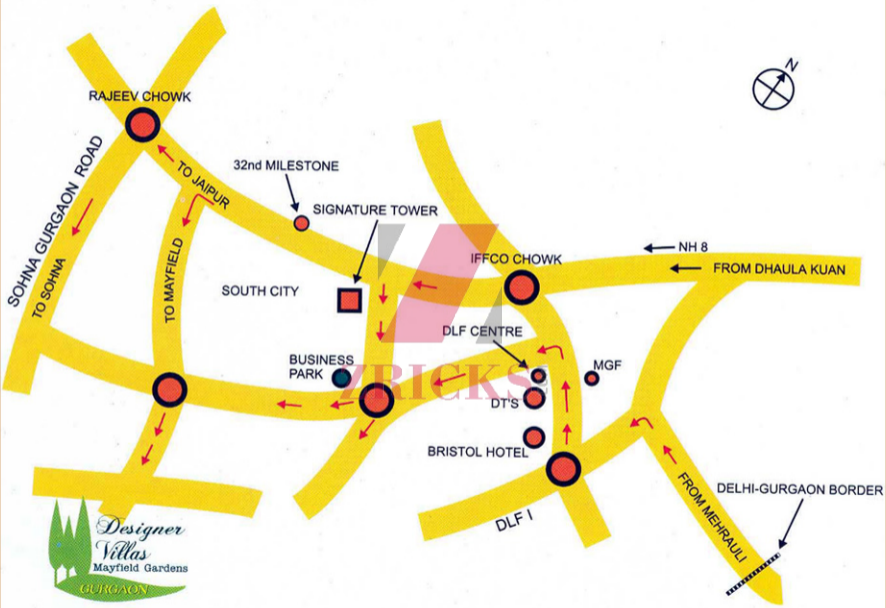 N
RAJEEV CHOWK
32nd MILESTONE
TO JAIPUR
SIGNATURE TOWER
SOHNA GURGAON ROAD
TO SOHNA
TO MAYFIELD
NH 8
IFFCO CHOWK
FROM DHAULA KUAN
SOUTH CITY
DLF CENTRE
BUSINESS
PARK
MGF
ZRICKS
DT'S
BRISTOL HOTEL
FROM MEHRAULI
DELHI-GURGAON BORDER
DLF I
Designer
Villas
Mayfield Gardens
GURGAON